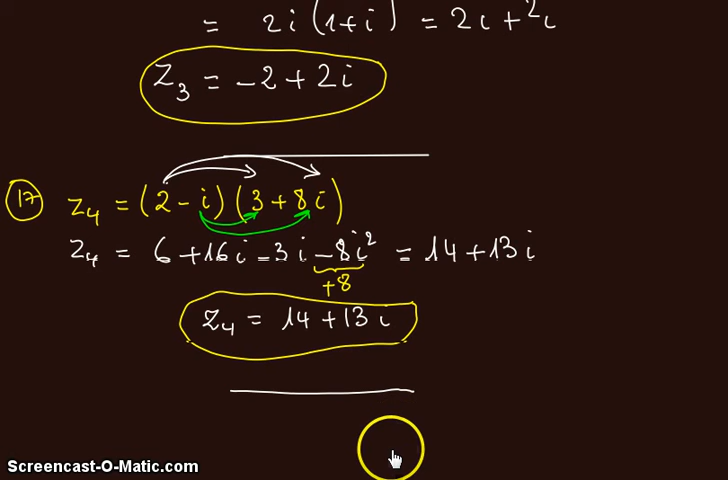 = 2i (1+i) = 2i + 2i
Z₃ = -2 + 2i
17 Z₄ = (2 - i) (3 + 8i)
Z₄ = 6 + 16i - 3i - 8i² = 14 + 13i
+8
Z₄ = 14 + 13i
Screencast-O-Matic.com